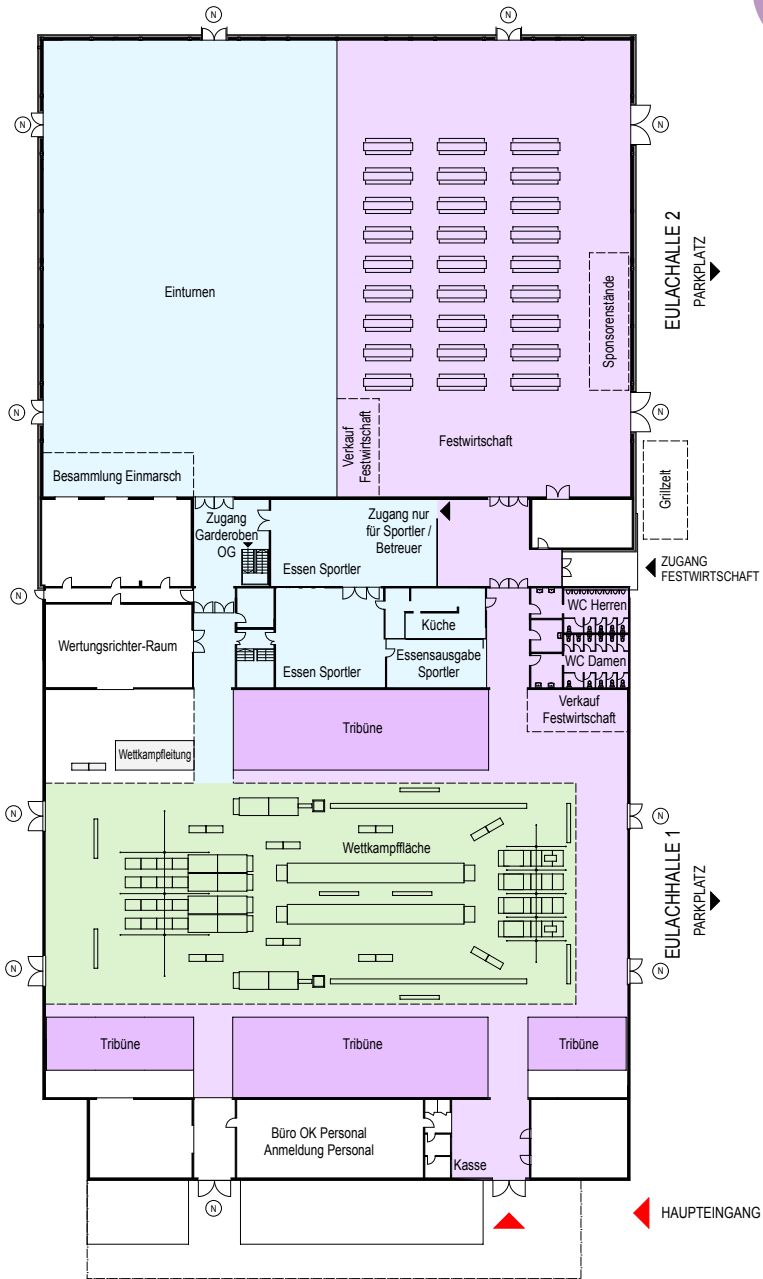 N
N
N
N
EULACHALLE 2
PARKPLATZ
Einturnen
Sponsorenstände
N
N
Verkauf
Festwirtschaft
Festwirtschaft
Besammlung Einmarsch
Grillzelt
Zugang
Garderoben
OG
Zugang nur
für Sportler /
Betreuer
Essen Sportler
ZUGANG
FESTWIRTSCHAFT
N
WC Herren
Küche
Wertungsrichter-Raum
Essen Sportler
Essensausgabe
Sportler
WC Damen
Verkauf
Festwirtschaft
Tribüne
Wettkampfleitung
N
N
Wettkampffläche
EULACHHALLE 1
PARKPLATZ
N
N
Tribüne
Tribüne
Tribüne
Büro OK Personal
Anmeldung Personal
Kasse
N
HAUPTEINGANG